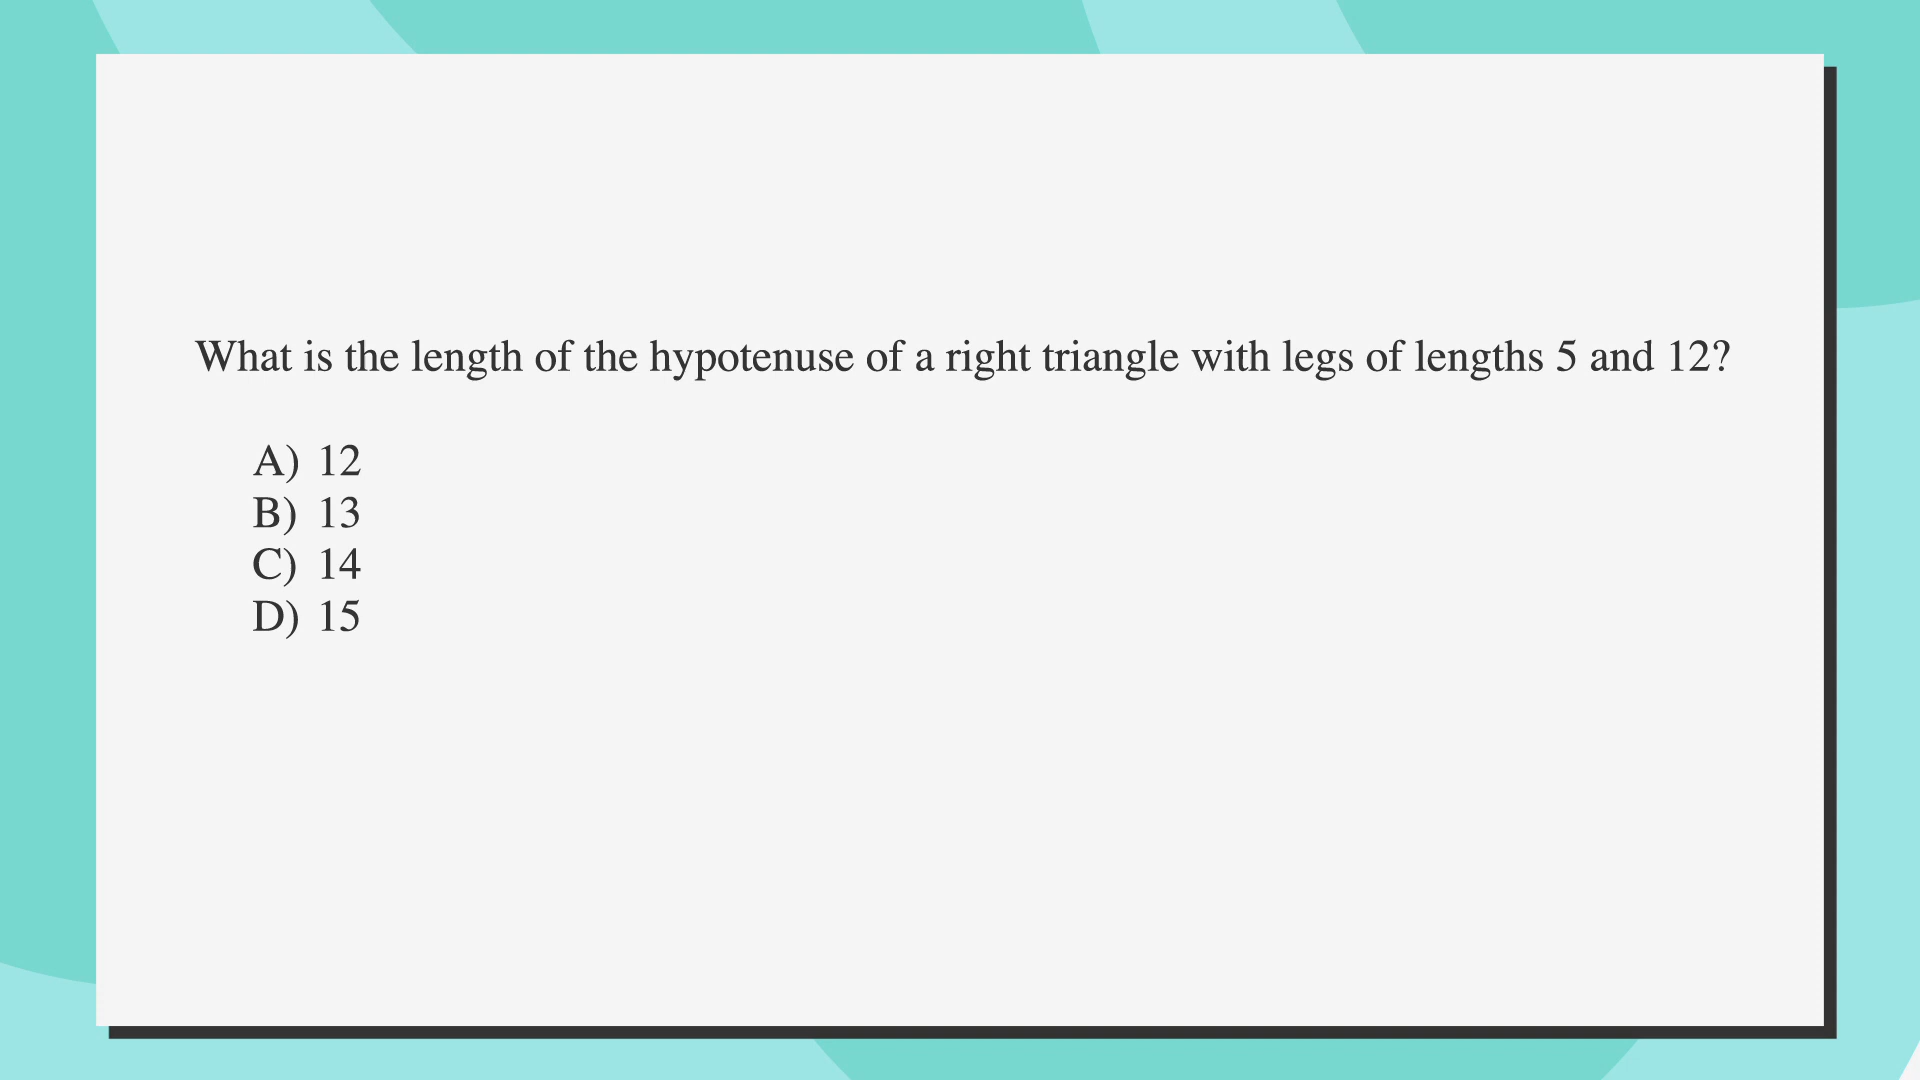 What is the length of the hypotenuse of a right triangle with legs of lengths 5 and 12?
A) 12
B) 13
C) 14
D) 15